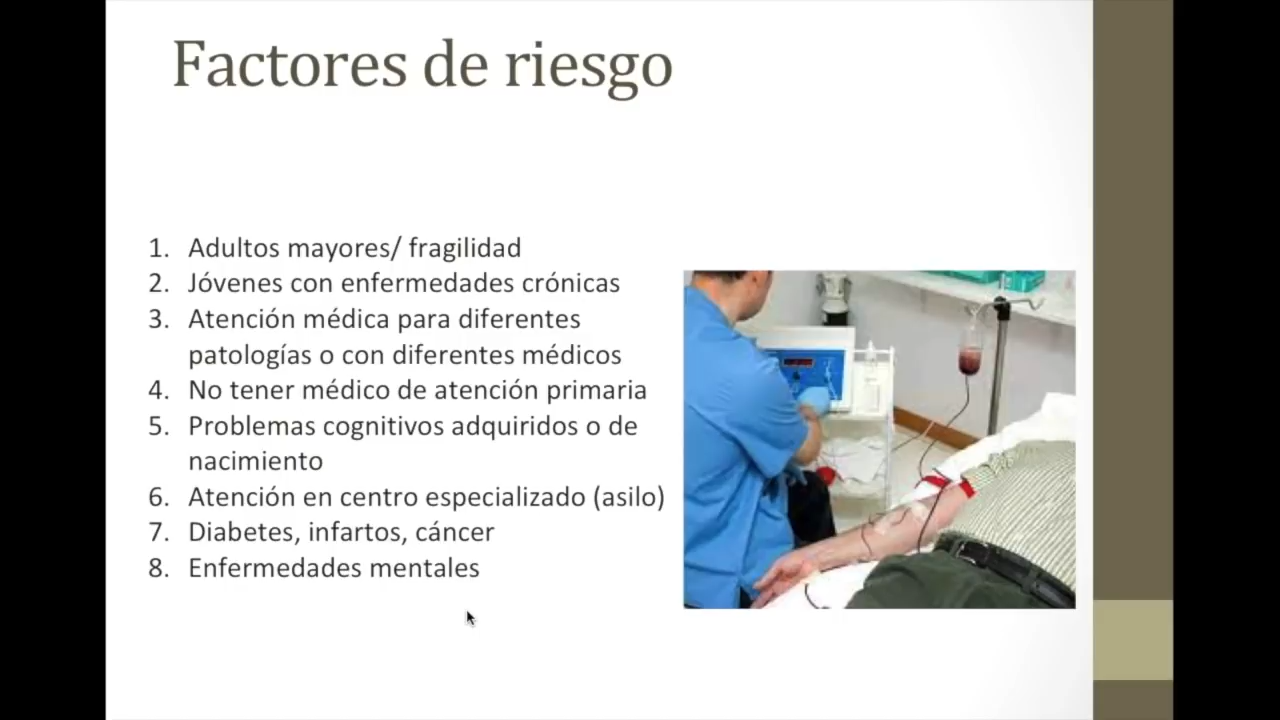 Factores de riesgo
1. Adultos mayores/ fragilidad
2. Jóvenes con enfermedades crónicas
3. Atención médica para diferentes
patologías o con diferentes médicos
4. No tener médico de atención primaria
5. Problemas cognitivos adquiridos o de
nacimiento
6. Atención en centro especializado (asilo)
7. Diabetes, infartos, cáncer
8. Enfermedades mentales